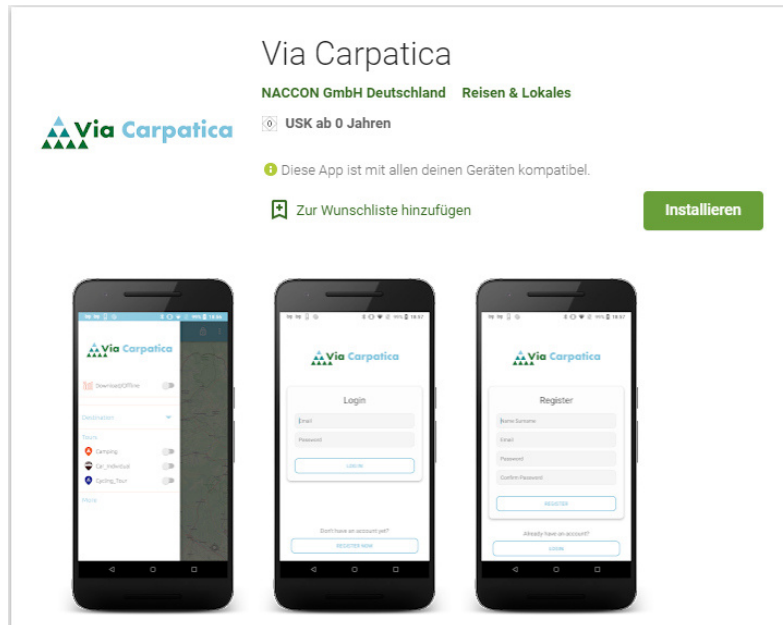 Via Carpatica
NACCON GmbH Deutschland Reisen & Lokales
0 USK ab 0 Jahren
Via Carpatica
Diese App ist mit allen deinen Geräten kompatibel.
Zur Wunschliste hinzufügen
Installieren
Via Carpatica
Download/Offline
Destination
Tours
Camping
Car_Individual
Cycling_Tour
More
Via Carpatica
Login
Email
Password
LOG IN
Don't have an account yet?
REGISTER NOW
Via Carpatica
Register
Name Surname
Email
Password
Confirm Password
REGISTER
Already have an account?
LOGIN